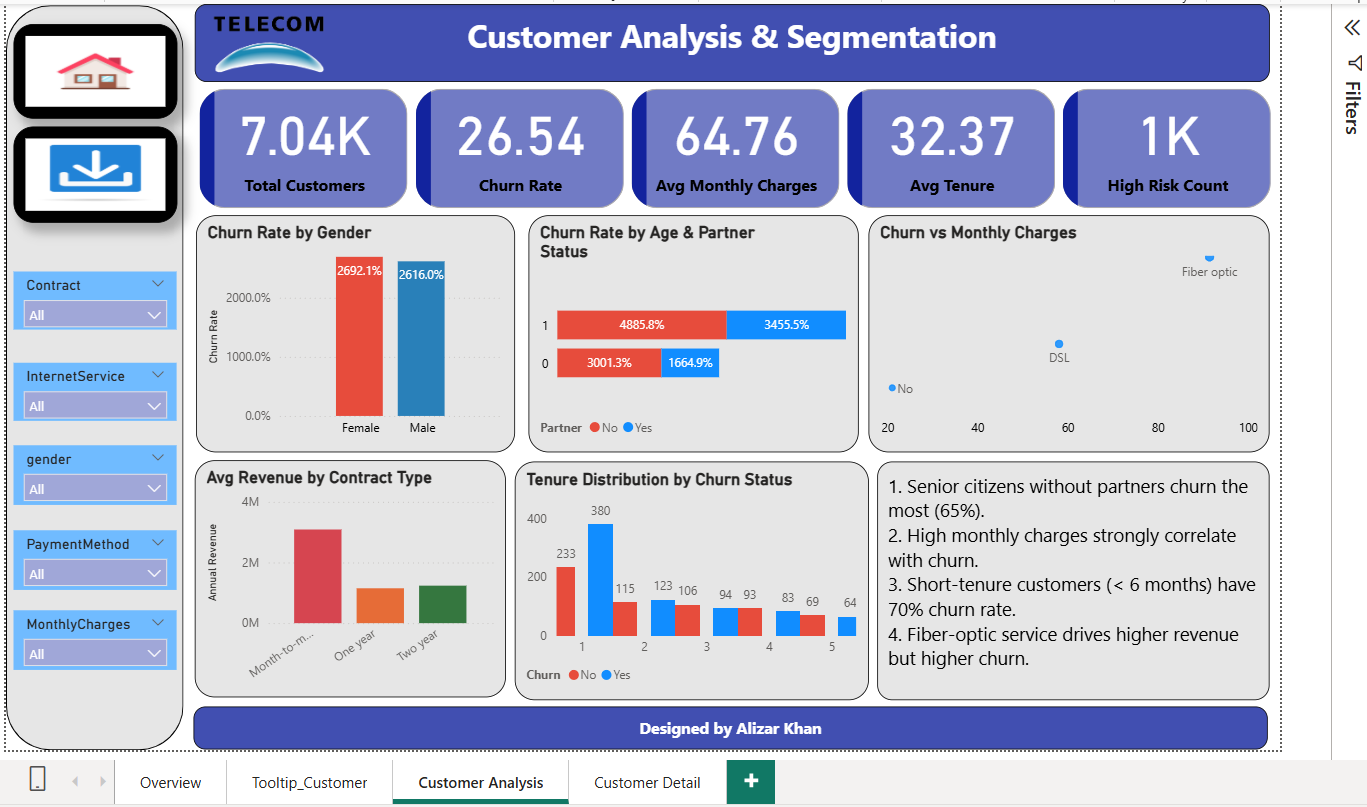 TELECOM
Customer Analysis & Segmentation
Filters
7.04K
Total Customers
26.54
Churn Rate
64.76
Avg Monthly Charges
32.37
Avg Tenure
1K
High Risk Count
Contract
All
InternetService
All
gender
All
PaymentMethod
All
MonthlyCharges
All
Churn Rate by Gender
Churn Rate
2000.0%
1000.0%
0.0%
2692.1%
2616.0%
Female
Male
Churn Rate by Age & Partner
Status
1
4885.8%
3455.5%
0
3001.3%
1664.9%
Partner No Yes
Churn vs Monthly Charges
Fiber optic
DSL
No
20 40 60 80 100
Avg Revenue by Contract Type
Annual Revenue
4M
2M
0M
Month-to-m...
One year
Two year
Tenure Distribution by Churn Status
400
200
0
233
380
115
123
106
94
93
83
69
64
1 2 3 4 5
Churn No Yes
1. Senior citizens without partners churn the
most (65%).
2. High monthly charges strongly correlate
with churn.
3. Short-tenure customers (< 6 months) have
70% churn rate.
4. Fiber-optic service drives higher revenue
but higher churn.
Designed by Alizar Khan
Overview
Tooltip_Customer
Customer Analysis
Customer Detail
+